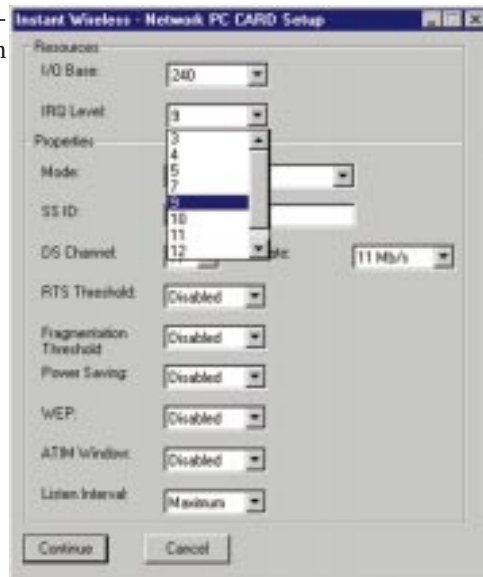 Instant Wireless - Network PC CARD Setup
Resources
I/O Base: 240
IRQ Level: 9
3
4
5
7
9
10
11
12
Properties
Mode:
SS ID:
DS Channel:
11 Mb/s
RTS Threshold: Disabled
Fragmentation Threshold: Disabled
Power Saving: Disabled
WEP: Disabled
ATIM Window: Disabled
Listen Interval: Maximum
Continue Cancel